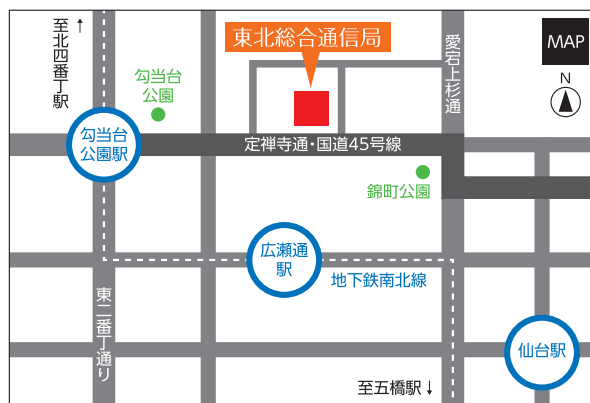 至北四番丁駅
↑
東北総合通信局
愛宕上杉通
MAP
N
勾当台
公園
勾当台
公園駅
定禅寺通・国道45号線
錦町公園
広瀬通
駅
地下鉄南北線
東二番丁通り
仙台駅
至五橋駅↓